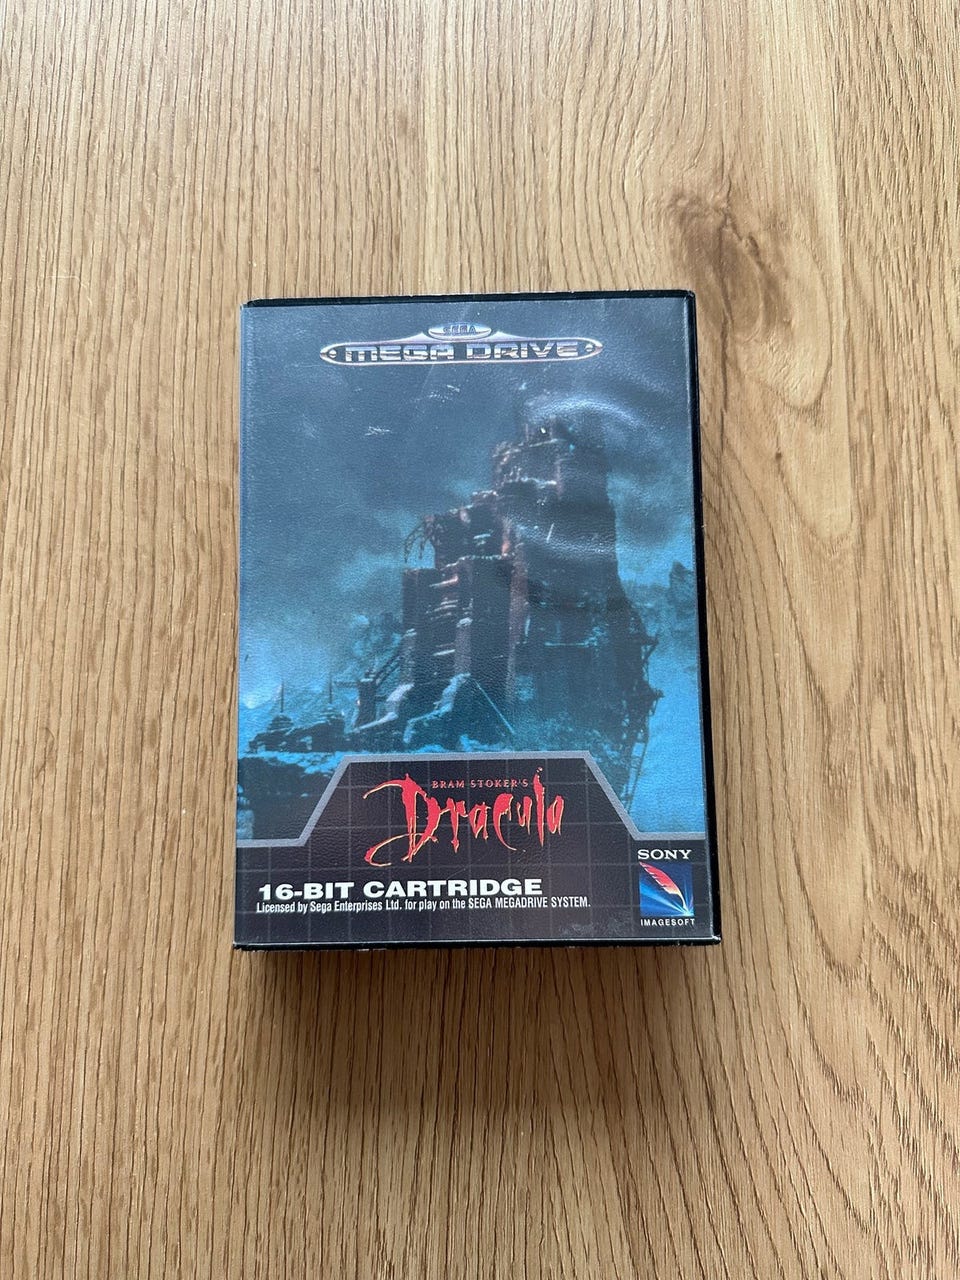 SEGA
MEGA DRIVE
BRAM STOKER'S
Dracula
16-BIT CARTRIDGE
Licensed by Sega Enterprises Ltd. for play on the SEGA MEGADRIVE SYSTEM.
SONY
IMAGESOFT